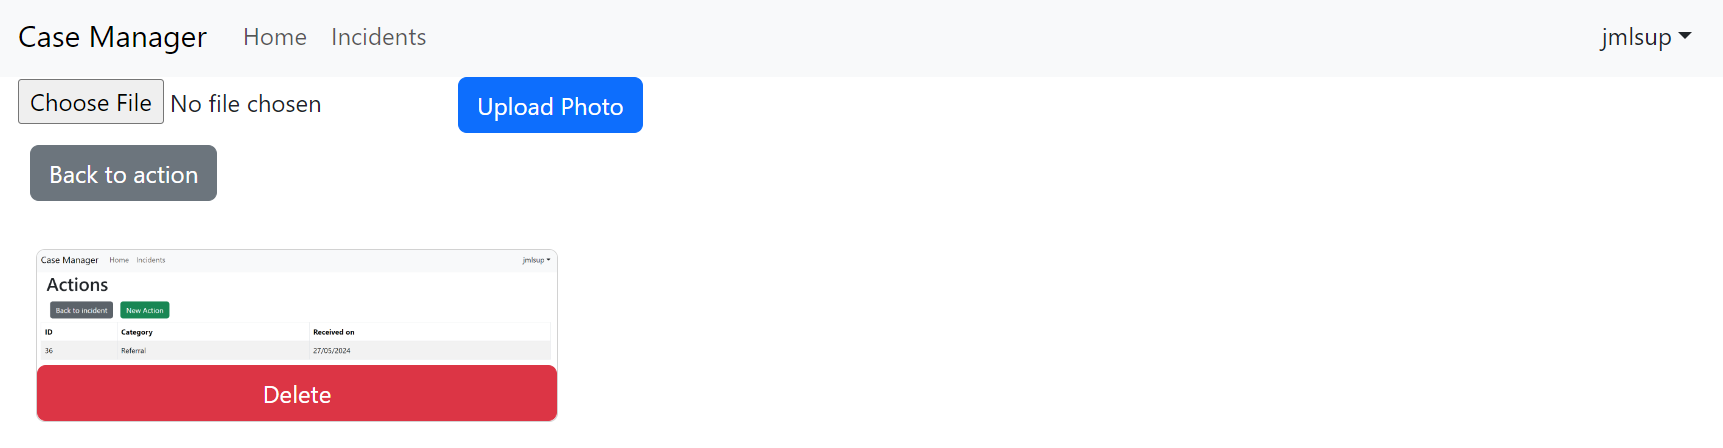 Case Manager Home Incidents jmlsup
Choose File No file chosen Upload Photo
Back to action
Case Manager Home Incidents jmlsup
Actions
Back to incident New Action
ID Category Received on
36 Referral 27/05/2024
Delete